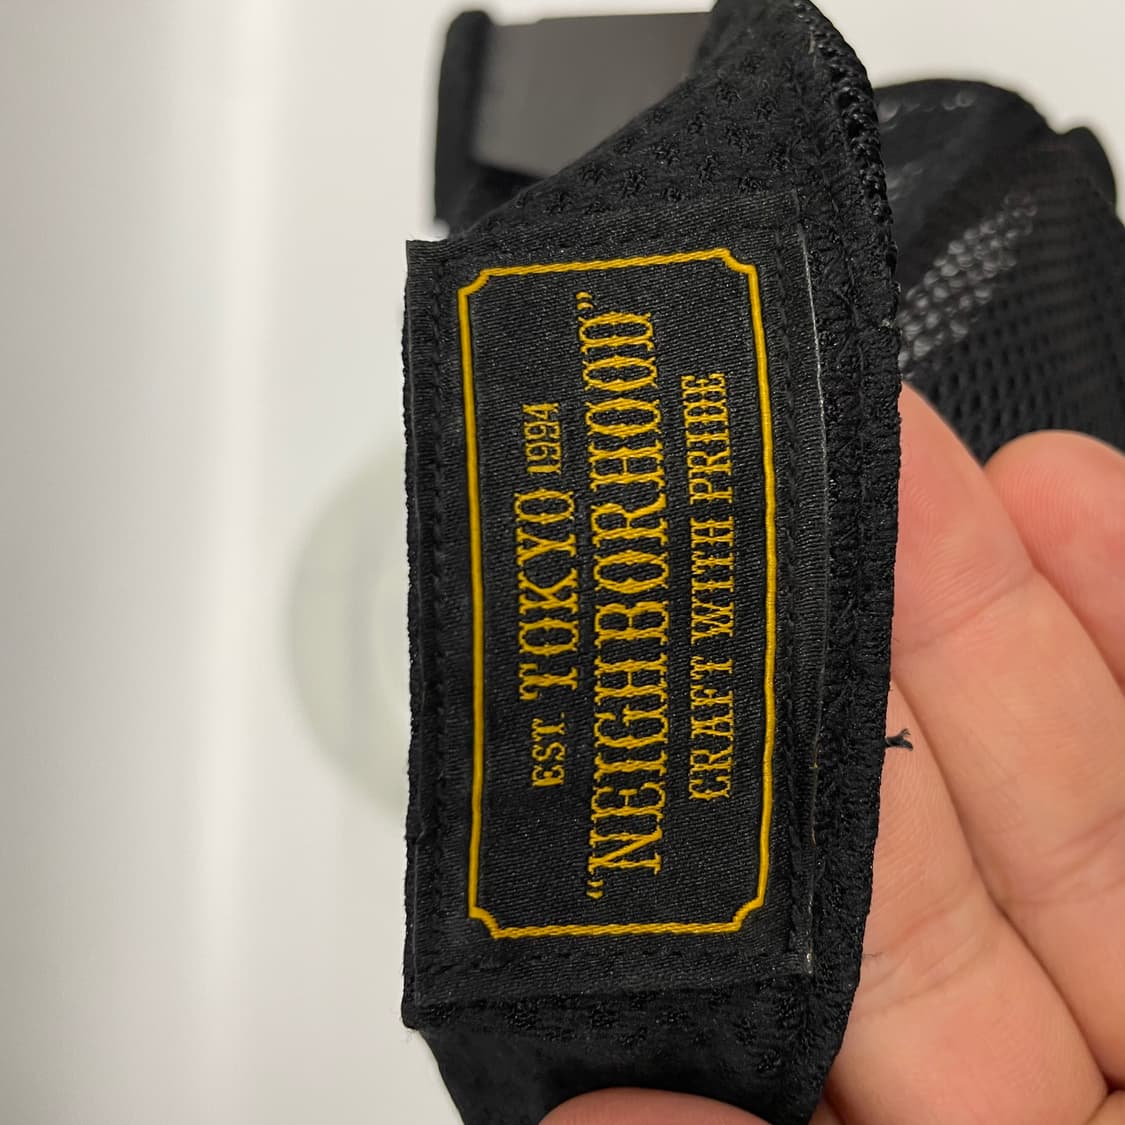 EST. TOKYO 1994
“NEIGHBORHOOD”
CRAFT WITH PRIDE